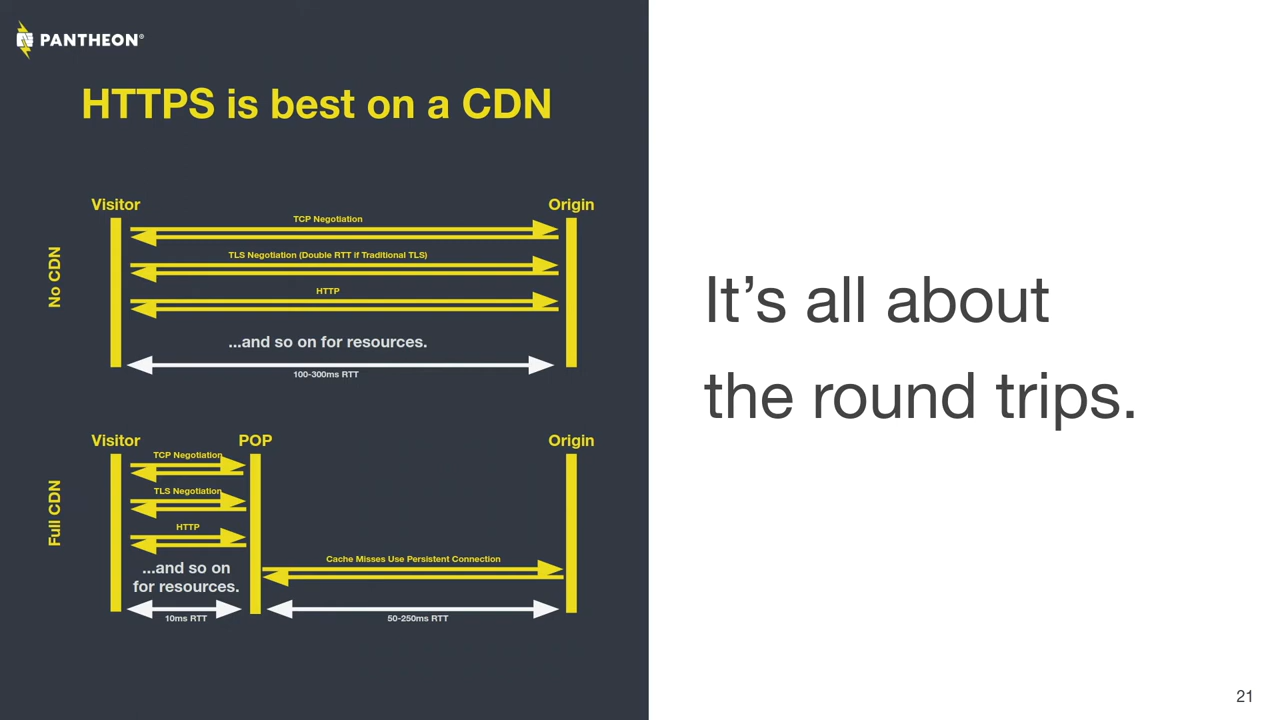 PANTHEON®
HTTPS is best on a CDN
No CDN
Visitor
Origin
TCP Negotiation
TLS Negotiation (Double RTT if Traditional TLS)
HTTP
...and so on for resources.
100-300ms RTT
Full CDN
Visitor
POP
Origin
TCP Negotiation
TLS Negotiation
HTTP
...and so on
for resources.
10ms RTT
Cache Misses Use Persistent Connection
50-250ms RTT
It’s all about
the round trips.
21